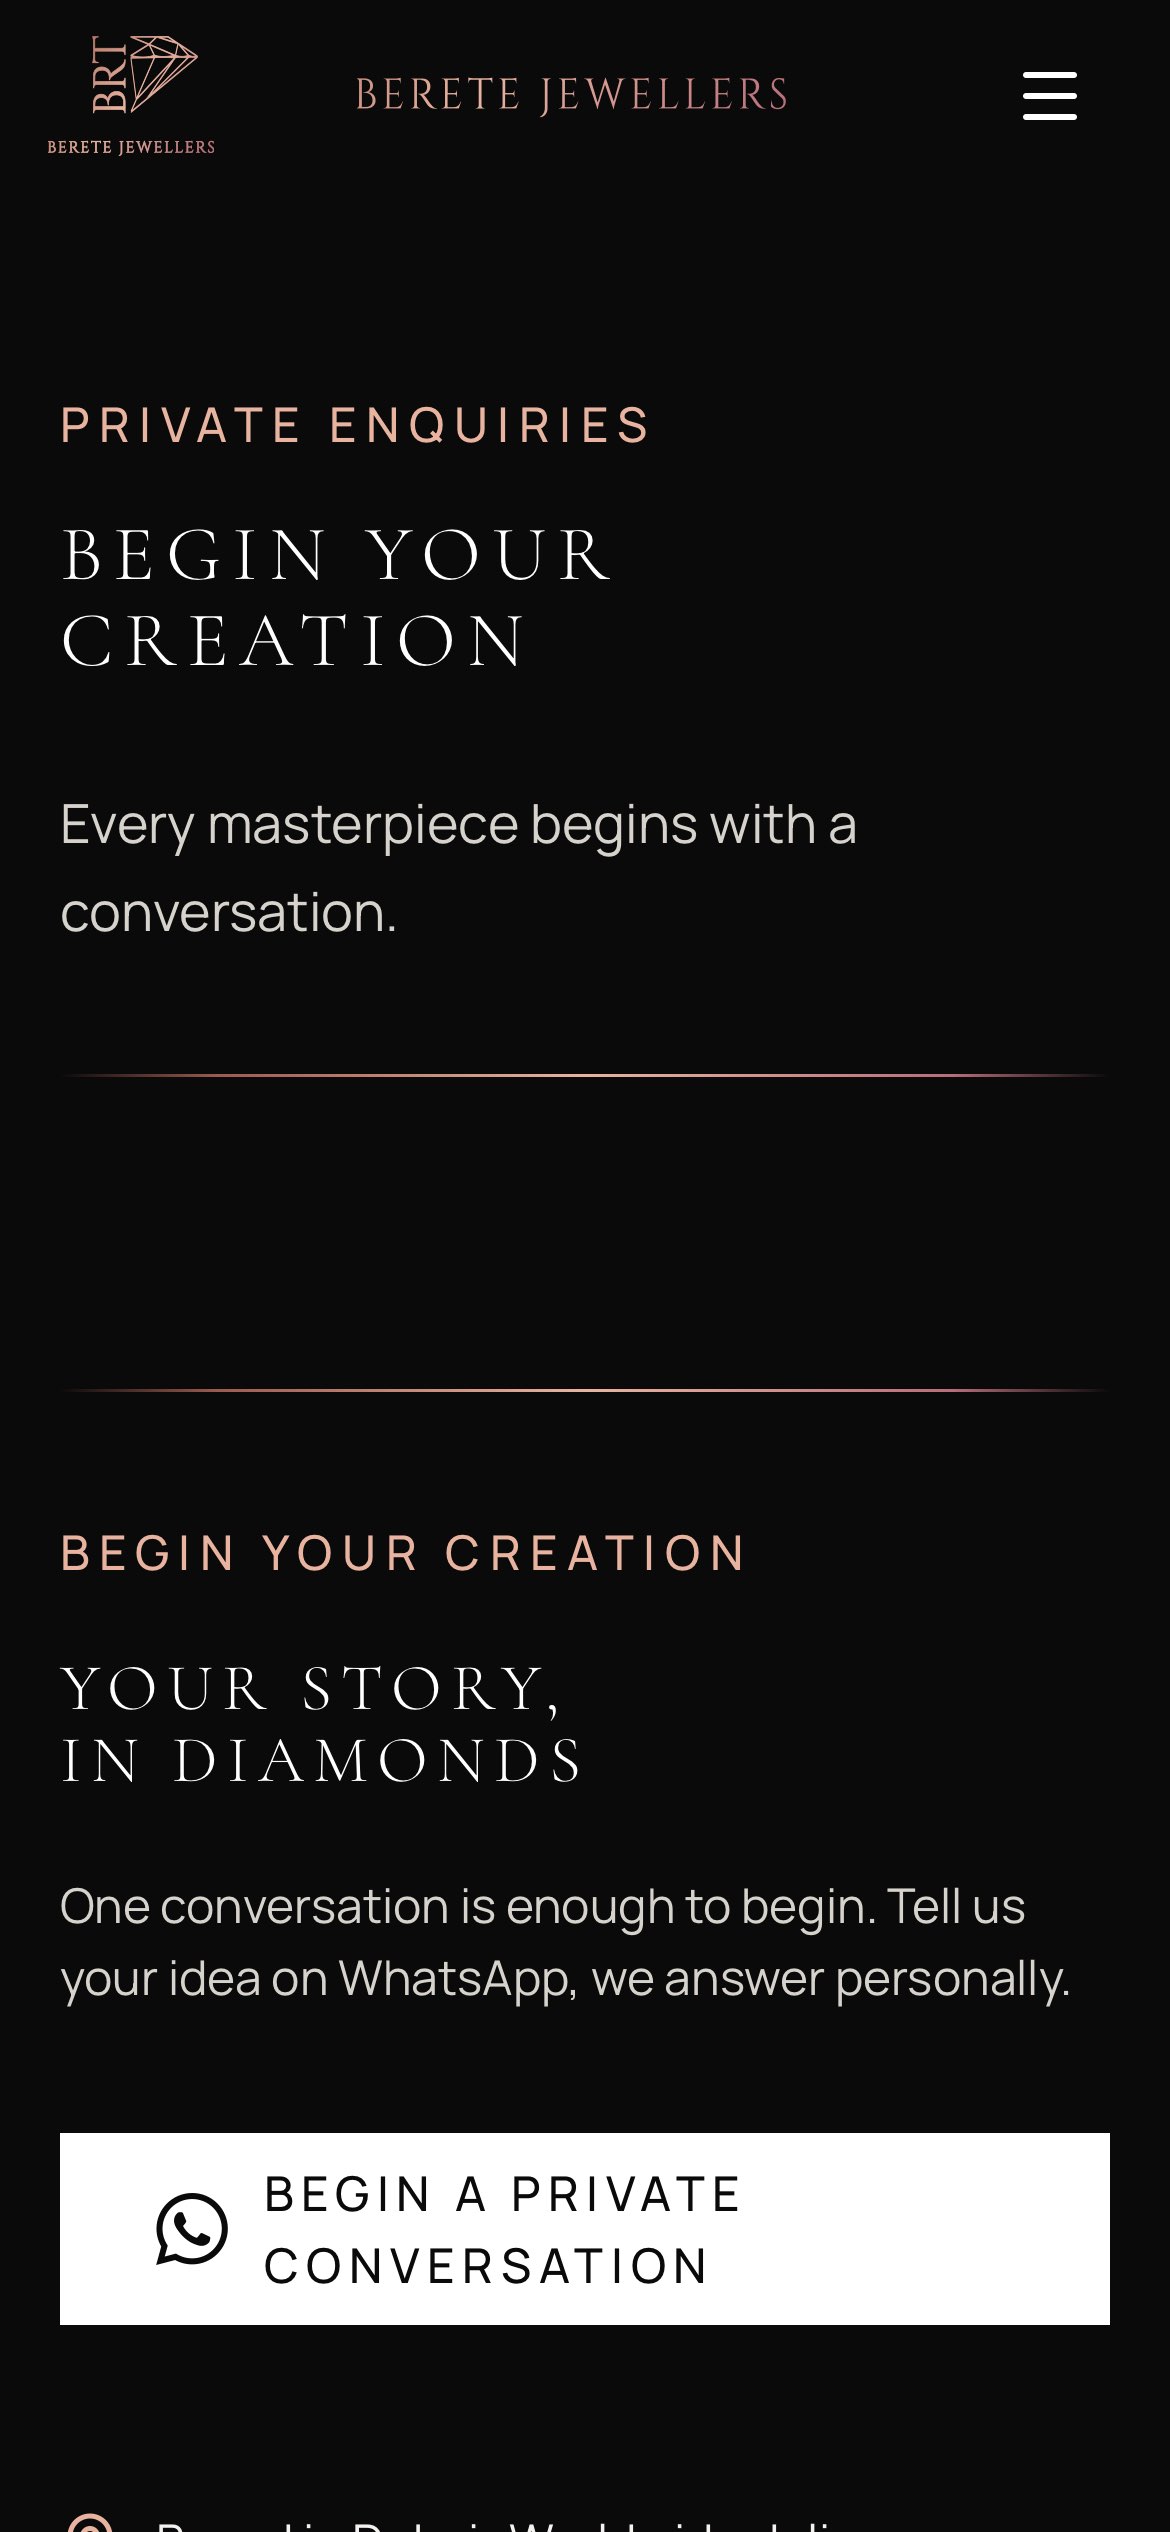 BRT
BERETE JEWELLERS
BERETE JEWELLERS
PRIVATE ENQUIRIES
BEGIN YOUR
CREATION
Every masterpiece begins with a
conversation.
BEGIN YOUR CREATION
YOUR STORY,
IN DIAMONDS
One conversation is enough to begin. Tell us
your idea on WhatsApp, we answer personally.
BEGIN A PRIVATE
CONVERSATION